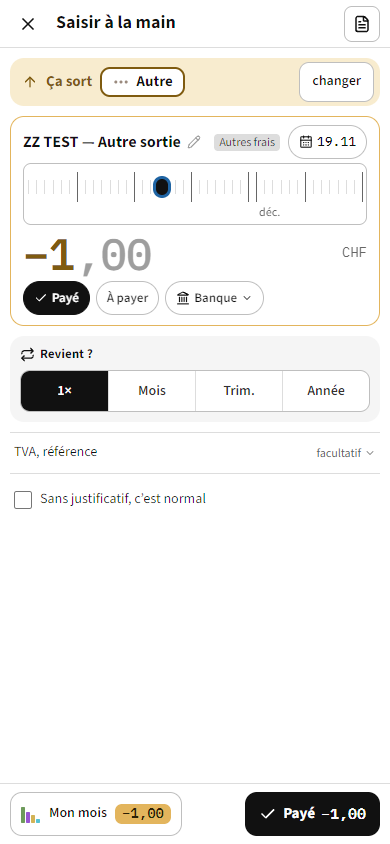 Saisir à la main
Ça sort
Autre
changer
ZZ TEST — Autre sortie
Autres frais
19.11
déc.
−1,00
CHF
Payé
À payer
Banque
Revient ?
1×
Mois
Trim.
Année
TVA, référence
facultatif
Sans justificatif, c’est normal
Mon mois
−1,00
Payé −1,00